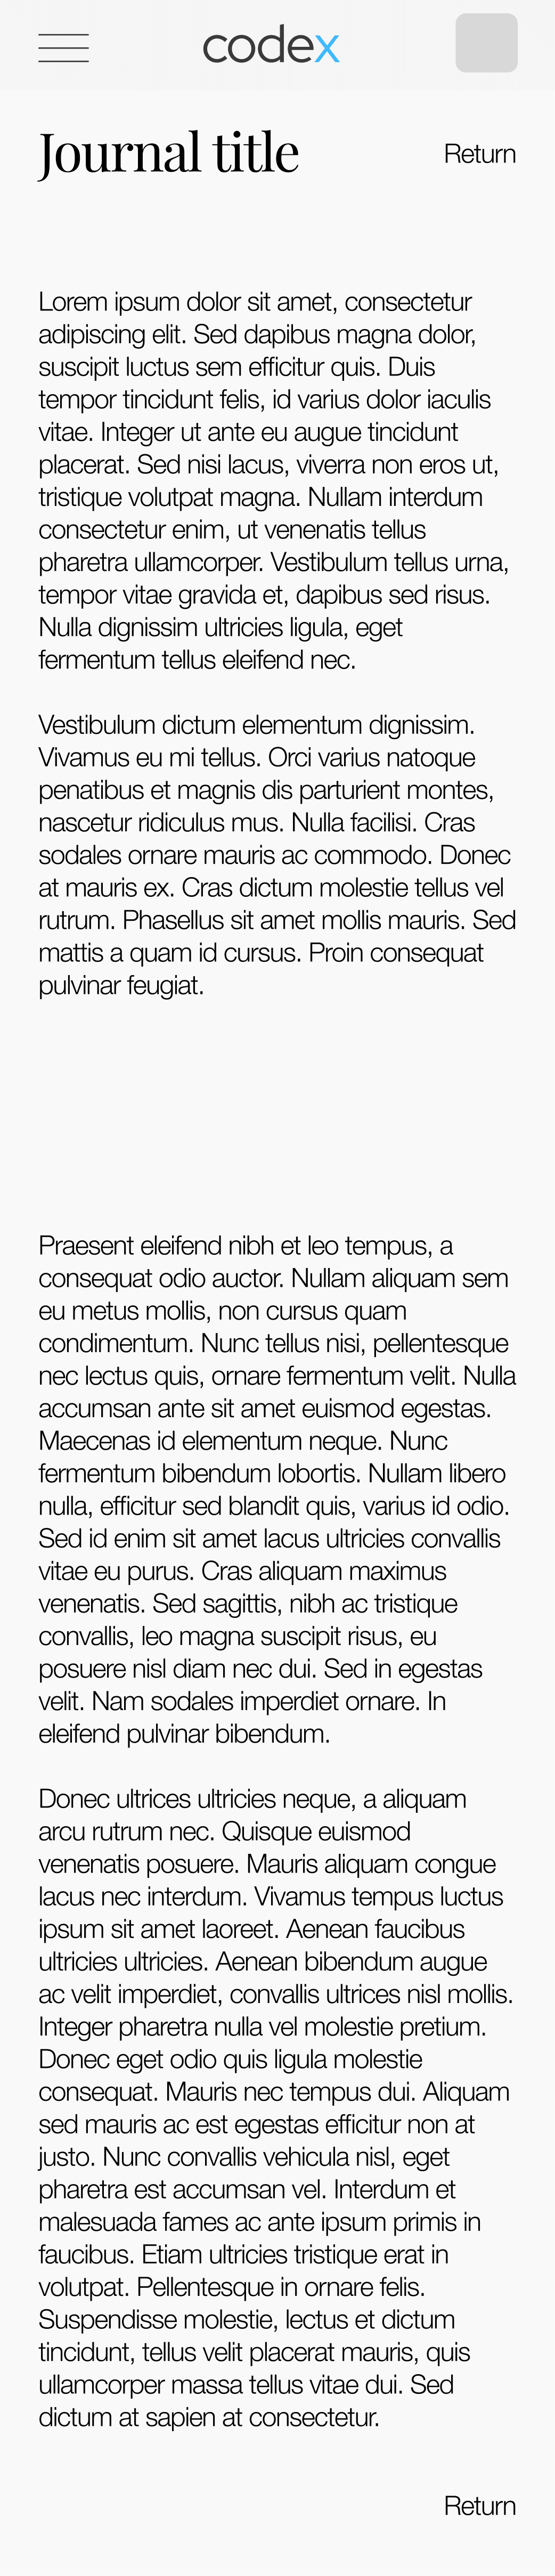 codex
Journal title
Return
Lorem ipsum dolor sit amet, consectetur
adipiscing elit. Sed dapibus magna dolor,
suscipit luctus sem efficitur quis. Duis
tempor tincidunt felis, id varius dolor iaculis
vitae. Integer ut ante eu augue tincidunt
placerat. Sed nisi lacus, viverra non eros ut,
tristique volutpat magna. Nullam interdum
consectetur enim, ut venenatis tellus
pharetra ullamcorper. Vestibulum tellus urna,
tempor vitae gravida et, dapibus sed risus.
Nulla dignissim ultricies ligula, eget
fermentum tellus eleifend nec.
Vestibulum dictum elementum dignissim.
Vivamus eu mi tellus. Orci varius natoque
penatibus et magnis dis parturient montes,
nascetur ridiculus mus. Nulla facilisi. Cras
sodales ornare mauris ac commodo. Donec
at mauris ex. Cras dictum molestie tellus vel
rutrum. Phasellus sit amet mollis mauris. Sed
mattis a quam id cursus. Proin consequat
pulvinar feugiat.
Praesent eleifend nibh et leo tempus, a
consequat odio auctor. Nullam aliquam sem
eu metus mollis, non cursus quam
condimentum. Nunc tellus nisi, pellentesque
nec lectus quis, ornare fermentum velit. Nulla
accumsan ante sit amet euismod egestas.
Maecenas id elementum neque. Nunc
fermentum bibendum lobortis. Nullam libero
nulla, efficitur sed blandit quis, varius id odio.
Sed id enim sit amet lacus ultricies convallis
vitae eu purus. Cras aliquam maximus
venenatis. Sed sagittis, nibh ac tristique
convallis, leo magna suscipit risus, eu
posuere nisl diam nec dui. Sed in egestas
velit. Nam sodales imperdiet ornare. In
eleifend pulvinar bibendum.
Donec ultrices ultricies neque, a aliquam
arcu rutrum nec. Quisque euismod
venenatis posuere. Mauris aliquam congue
lacus nec interdum. Vivamus tempus luctus
ipsum sit amet laoreet. Aenean faucibus
ultricies ultricies. Aenean bibendum augue
ac velit imperdiet, convallis ultrices nisl mollis.
Integer pharetra nulla vel molestie pretium.
Donec eget odio quis ligula molestie
consequat. Mauris nec tempus dui. Aliquam
sed mauris ac est egestas efficitur non at
justo. Nunc convallis vehicula nisl, eget
pharetra est accumsan vel. Interdum et
malesuada fames ac ante ipsum primis in
faucibus. Etiam ultricies tristique erat in
volutpat. Pellentesque in ornare felis.
Suspendisse molestie, lectus et dictum
tincidunt, tellus velit placerat mauris, quis
ullamcorper massa tellus vitae dui. Sed
dictum at sapien at consectetur.
Return